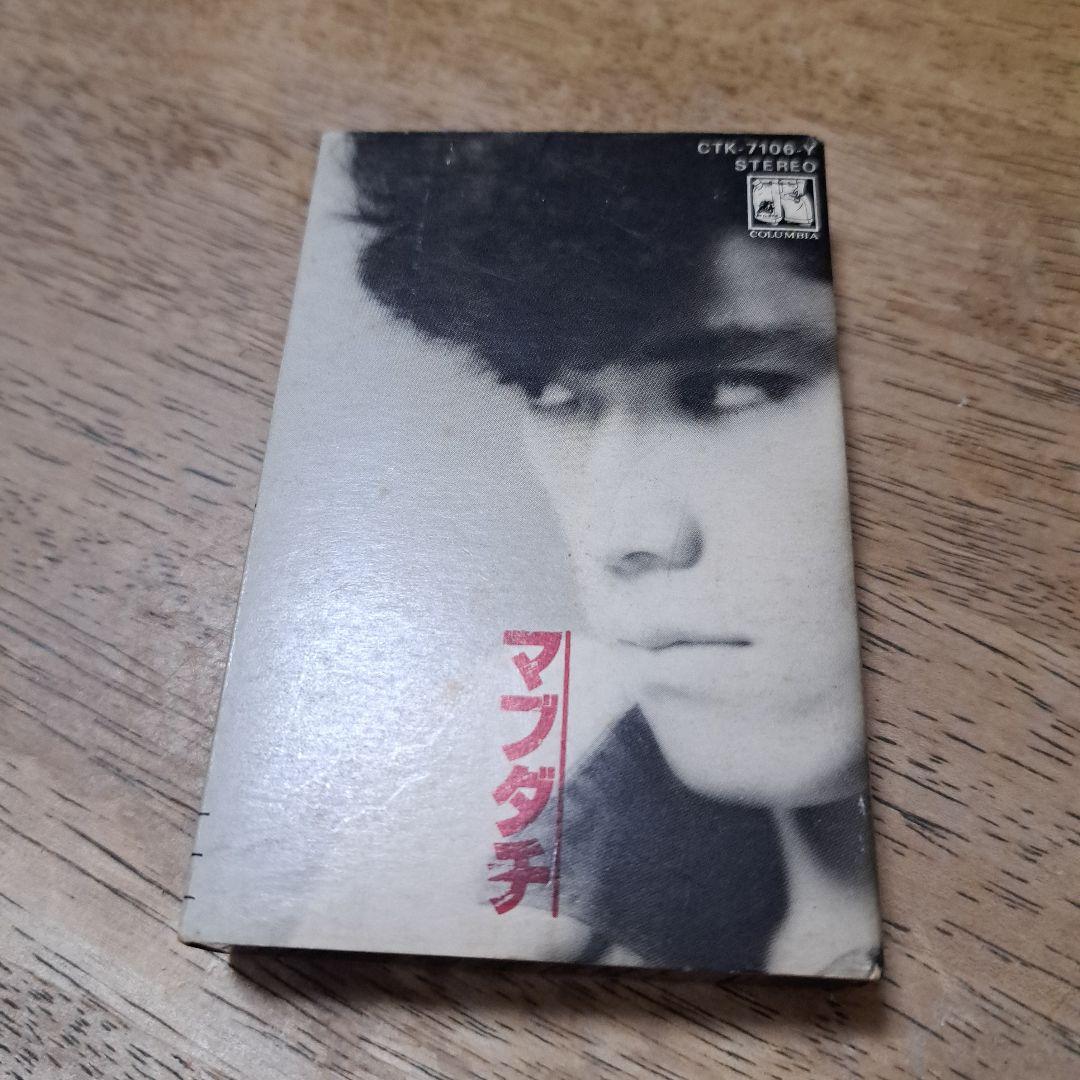 CTK-7106-Y
STEREO
COLUMBIA
マブダチ